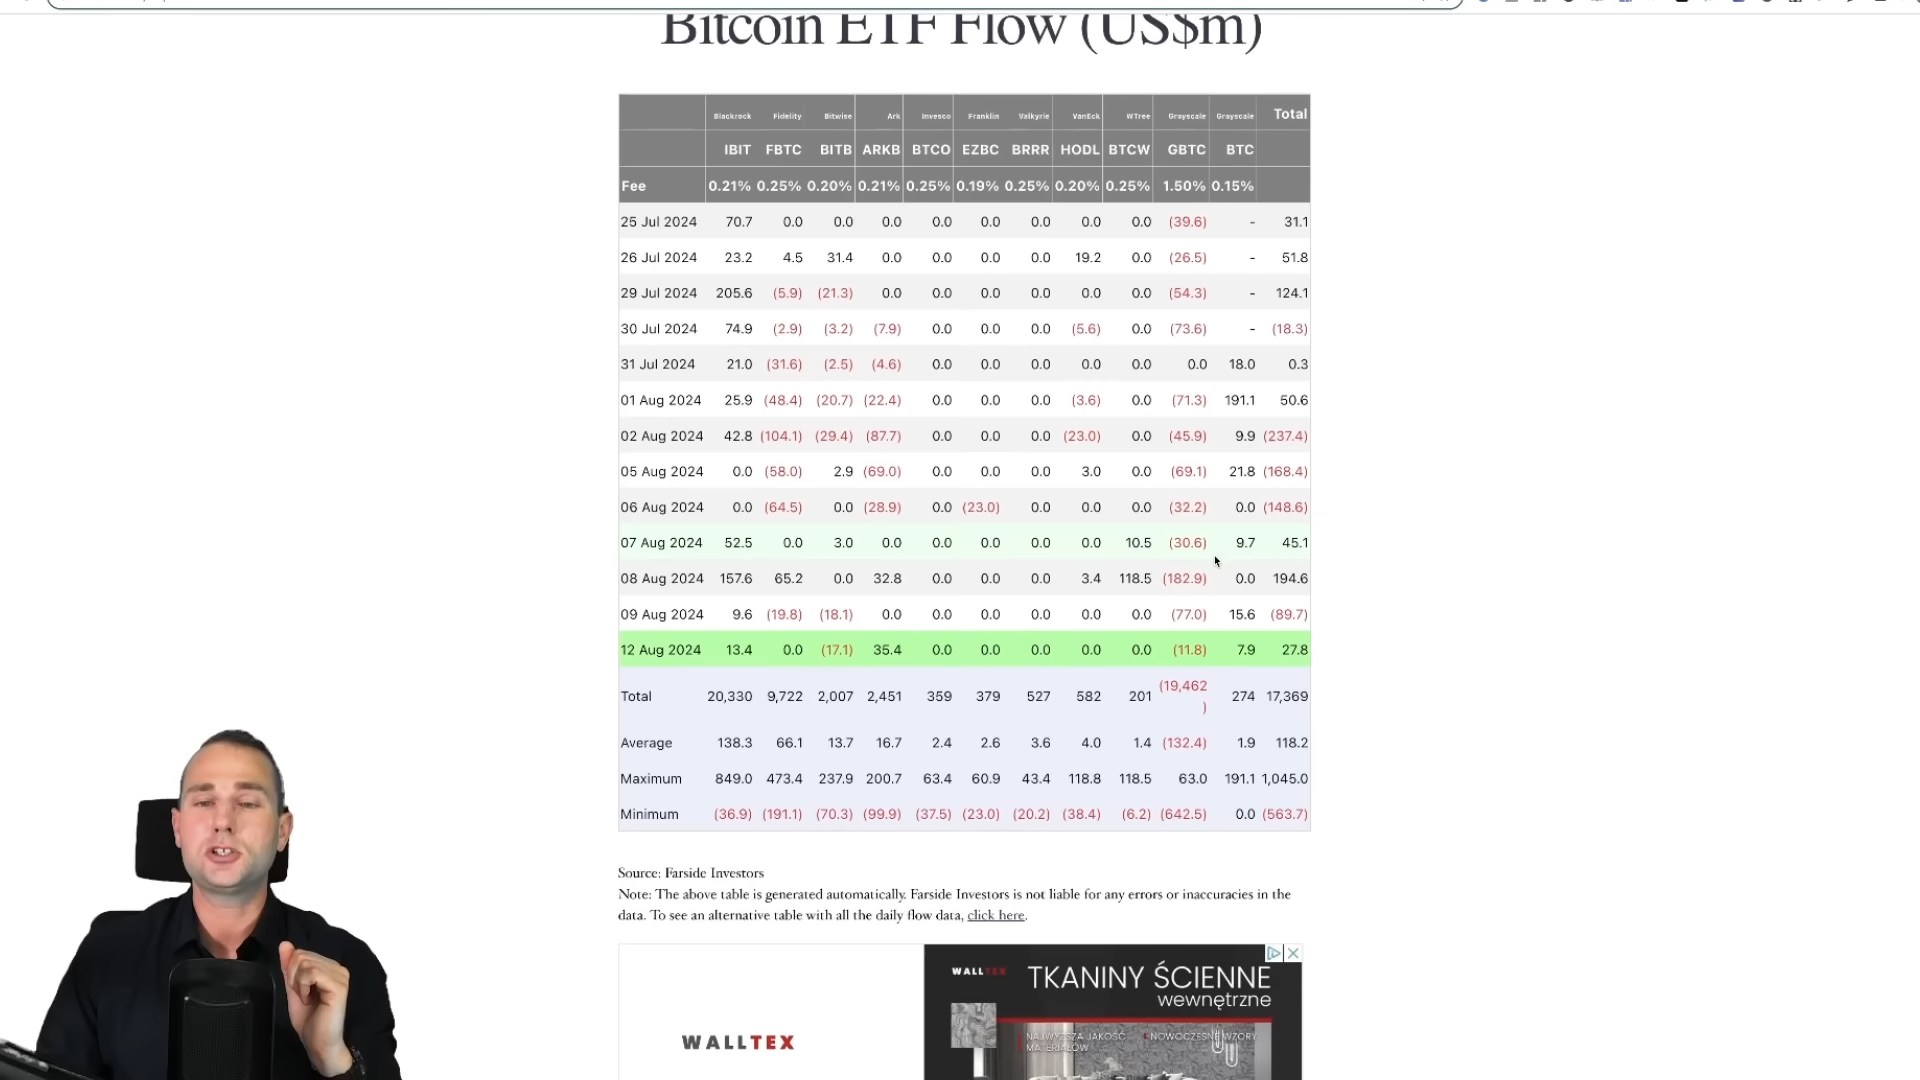 Bitcoin ETF Flow (US$m)
Blackrock Fidelity Bitwise Ark Invesco Franklin Valkyrie VanEck WTree Grayscale Grayscale Total
IBIT FBTC BITB ARKB BTCO EZBC BRRR HODL BTCW GBTC BTC
Fee 0.21% 0.25% 0.20% 0.21% 0.25% 0.19% 0.25% 0.20% 0.25% 1.50% 0.15%
25 Jul 2024 70.7 0.0 0.0 0.0 0.0 0.0 0.0 0.0 0.0 (39.6) - 31.1
26 Jul 2024 23.2 4.5 31.4 0.0 0.0 0.0 0.0 19.2 0.0 (26.5) - 51.8
29 Jul 2024 205.6 (5.9) (21.3) 0.0 0.0 0.0 0.0 0.0 0.0 (54.3) - 124.1
30 Jul 2024 74.9 (2.9) (3.2) (7.9) 0.0 0.0 0.0 (5.6) 0.0 (73.6) - (18.3)
31 Jul 2024 21.0 (31.6) (2.5) (4.6) 0.0 0.0 0.0 0.0 0.0 0.0 18.0 0.3
01 Aug 2024 25.9 (48.4) (20.7) (22.4) 0.0 0.0 0.0 (3.6) 0.0 (71.3) 191.1 50.6
02 Aug 2024 42.8 (104.1) (29.4) (87.7) 0.0 0.0 0.0 (23.0) 0.0 (45.9) 9.9 (237.4)
05 Aug 2024 0.0 (58.0) 2.9 (69.0) 0.0 0.0 0.0 3.0 0.0 (69.1) 21.8 (168.4)
06 Aug 2024 0.0 (64.5) 0.0 (28.9) 0.0 (23.0) 0.0 0.0 0.0 (32.2) 0.0 (148.6)
07 Aug 2024 52.5 0.0 3.0 0.0 0.0 0.0 0.0 0.0 10.5 (30.6) 9.7 45.1
08 Aug 2024 157.6 65.2 0.0 32.8 0.0 0.0 0.0 3.4 118.5 (182.9) 0.0 194.6
09 Aug 2024 9.6 (19.8) (18.1) 0.0 0.0 0.0 0.0 0.0 0.0 (77.0) 15.6 (89.7)
12 Aug 2024 13.4 0.0 (17.1) 35.4 0.0 0.0 0.0 0.0 0.0 (11.8) 7.9 27.8
Total 20,330 9,722 2,007 2,451 359 379 527 582 201 (19,462) 274 17,369
Average 138.3 66.1 13.7 16.7 2.4 2.6 3.6 4.0 1.4 (132.4) 1.9 118.2
Maximum 849.0 473.4 237.9 200.7 63.4 60.9 43.4 118.8 118.5 63.0 191.1 1,045.0
Minimum (36.9) (191.1) (70.3) (99.9) (37.5) (23.0) (20.2) (38.4) (6.2) (642.5) 0.0 (563.7)
Source: Farside Investors
Note: The above table is generated automatically. Farside Investors is not liable for any errors or inaccuracies in the
data. To see an alternative table with all the daily flow data, click here.
WALLTEX
WALLTEX
TKANINY ŚCIENNE
wewnętrzne
NAJWYŻSZA JAKOŚĆ
MATERIAŁÓW
NOWOCZESNE WZORY